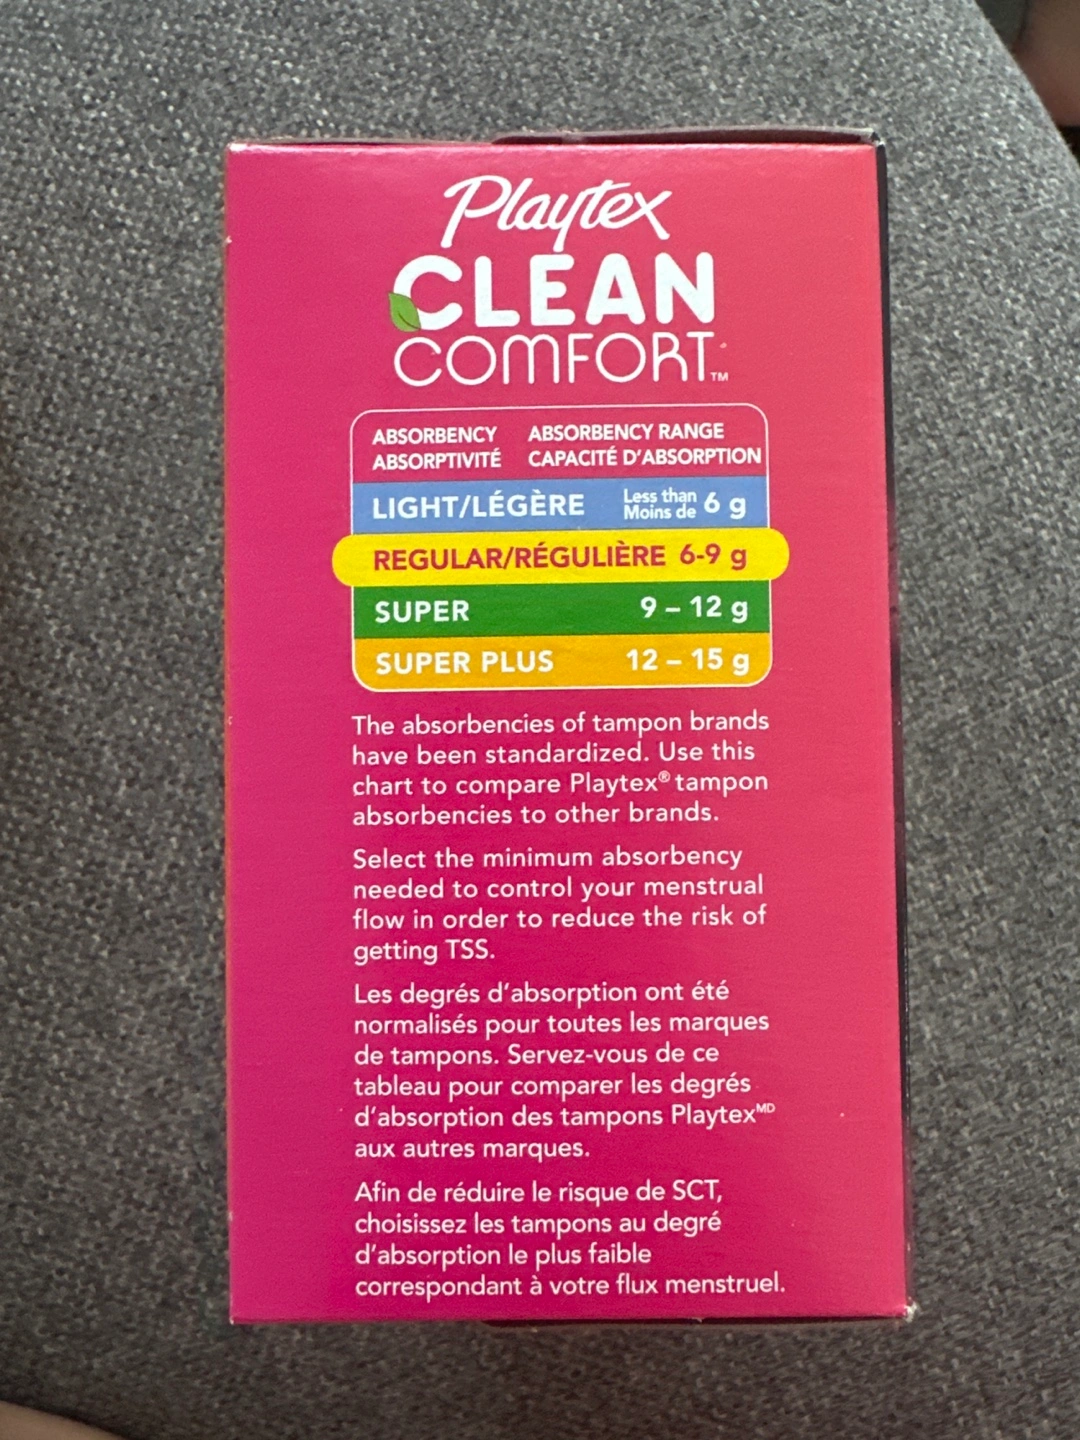 Playtex
CLEAN
COMFORT™
ABSORBENCY ABSORBENCY RANGE
ABSORPTIVITÉ CAPACITÉ D'ABSORPTION
LIGHT/LÉGÈRE Less than 6 g
Moins de
REGULAR/RÉGULIÈRE 6-9 g
SUPER 9 – 12 g
SUPER PLUS 12 – 15 g
The absorbencies of tampon brands
have been standardized. Use this
chart to compare Playtex® tampon
absorbencies to other brands.
Select the minimum absorbency
needed to control your menstrual
flow in order to reduce the risk of
getting TSS.
Les degrés d'absorption ont été
normalisés pour toutes les marques
de tampons. Servez-vous de ce
tableau pour comparer les degrés
d'absorption des tampons Playtexᴹᴰ
aux autres marques.
Afin de réduire le risque de SCT,
choisissez les tampons au degré
d'absorption le plus faible
correspondant à votre flux menstruel.